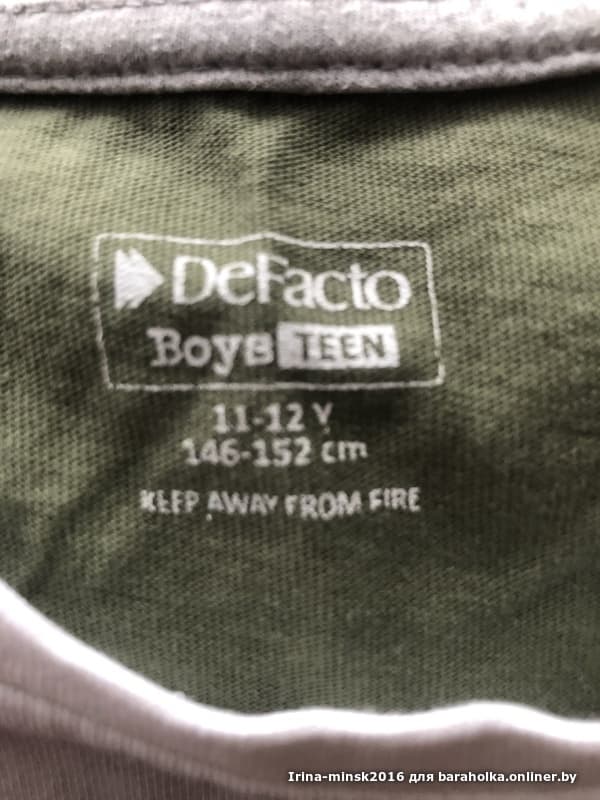 DeFacto
Boys TEEN
11-12 Y
146-152 cm
KEEP AWAY FROM FIRE
Irina-minsk2016 для baraholka.onliner.by